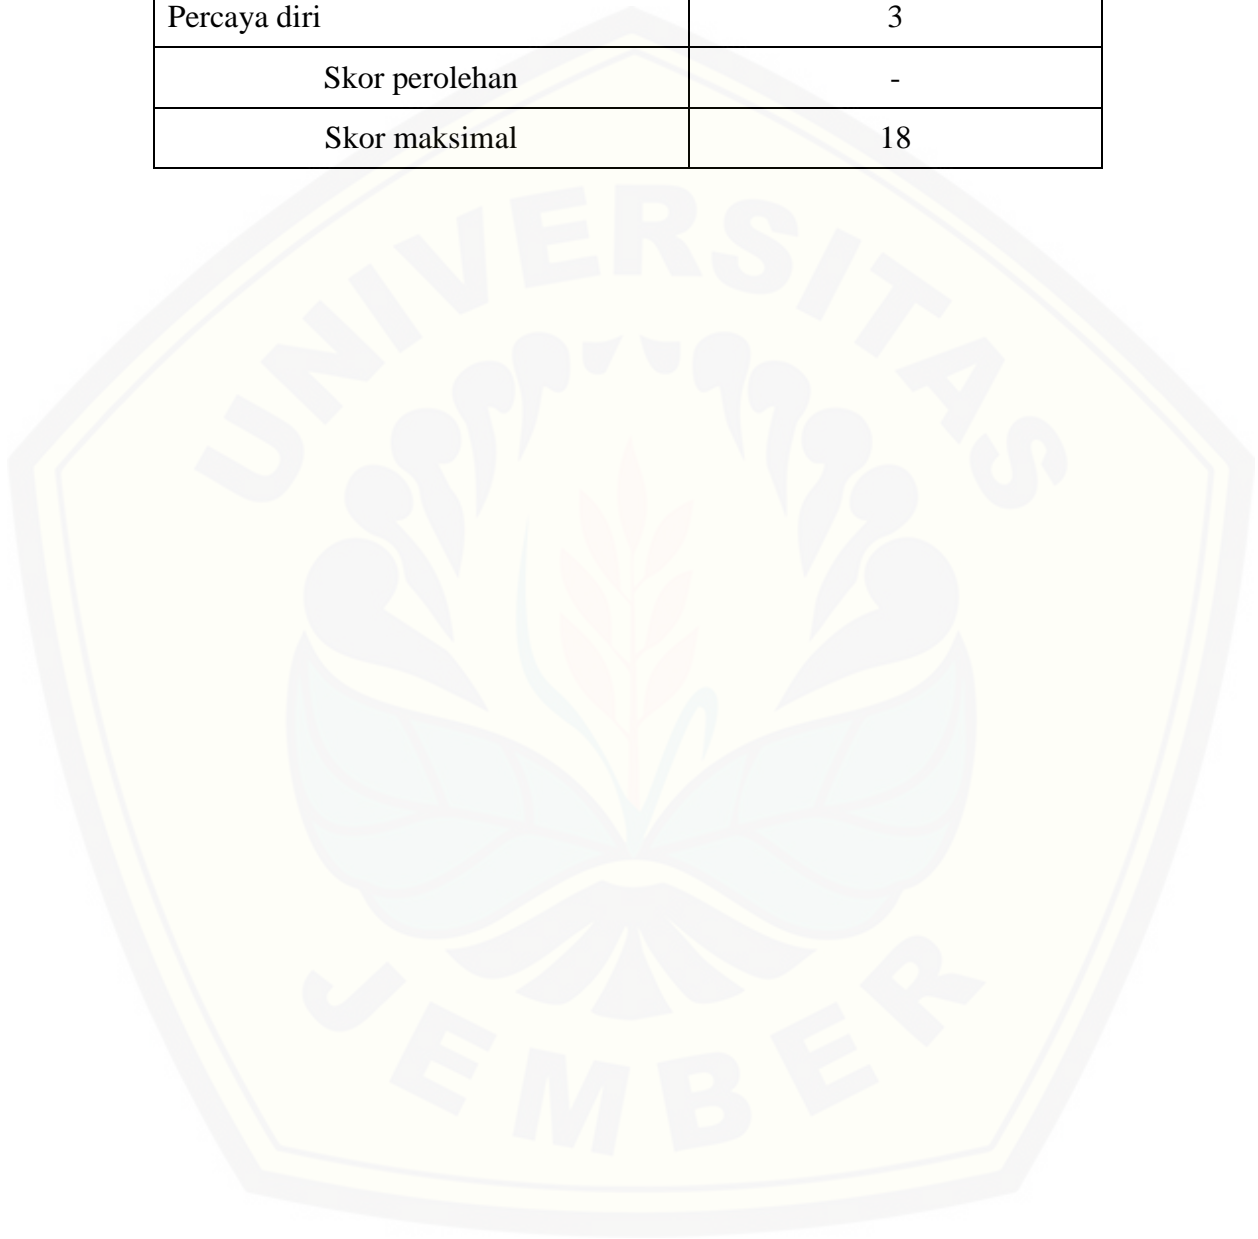 Percaya diri 3
Skor perolehan -
Skor maksimal 18
UNIVERSITAS
JEMBER